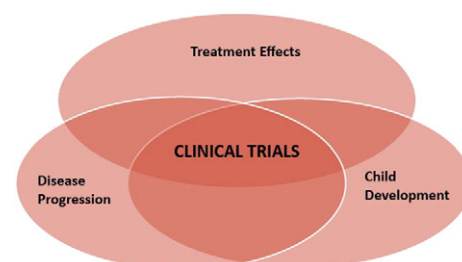 Treatment Effects
CLINICAL TRIALS
Disease
Progression
Child
Development